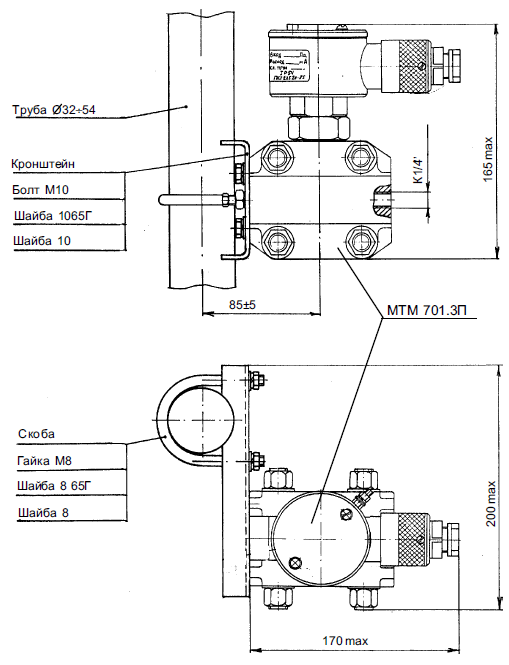 Труба Ø32÷54
Кронштейн
Болт М10
Шайба 1065Г
Шайба 10
К1/4'
165 max
85±5
МТМ 701.3П
Скоба
Гайка М8
Шайба 8 65Г
Шайба 8
200 max
170 max